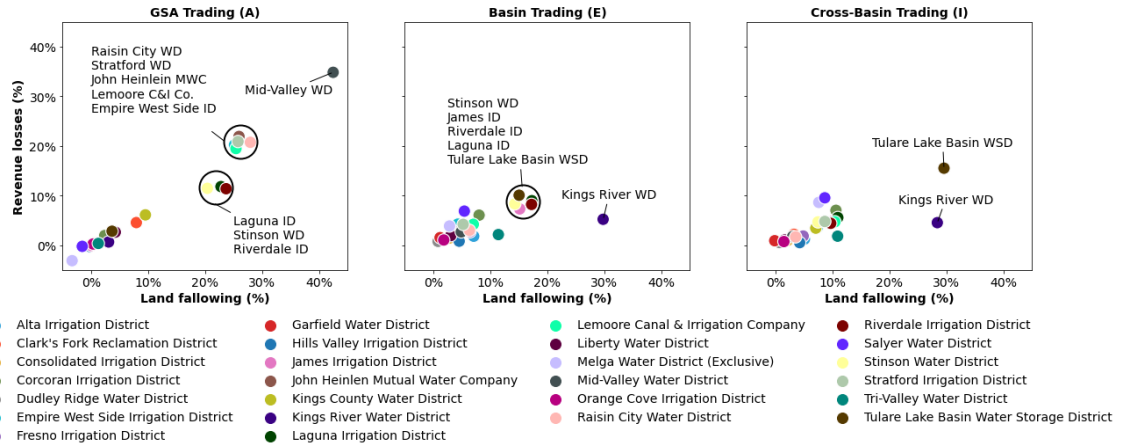 GSA Trading (A)
Basin Trading (E)
Cross-Basin Trading (I)
Revenue losses (%)
40%
30%
20%
10%
0%
Raisin City WD
Stratford WD
John Heinlein MWC
Lemoore C&I Co.
Empire West Side ID
Mid-Valley WD
Laguna ID
Stinson WD
Riverdale ID
0%
10%
20%
30%
40%
Land fallowing (%)
Stinson WD
James ID
Riverdale ID
Laguna ID
Tulare Lake Basin WSD
Kings River WD
0%
10%
20%
30%
40%
Land fallowing (%)
Tulare Lake Basin WSD
Kings River WD
0%
10%
20%
30%
40%
Land fallowing (%)
Alta Irrigation District
Clark's Fork Reclamation District
Consolidated Irrigation District
Corcoran Irrigation District
Dudley Ridge Water District
Empire West Side Irrigation District
Fresno Irrigation District
Garfield Water District
Hills Valley Irrigation District
James Irrigation District
John Heinlen Mutual Water Company
Kings County Water District
Kings River Water District
Laguna Irrigation District
Lemoore Canal & Irrigation Company
Liberty Water District
Melga Water District (Exclusive)
Mid-Valley Water District
Orange Cove Irrigation District
Raisin City Water District
Riverdale Irrigation District
Salyer Water District
Stinson Water District
Stratford Irrigation District
Tri-Valley Water District
Tulare Lake Basin Water Storage District